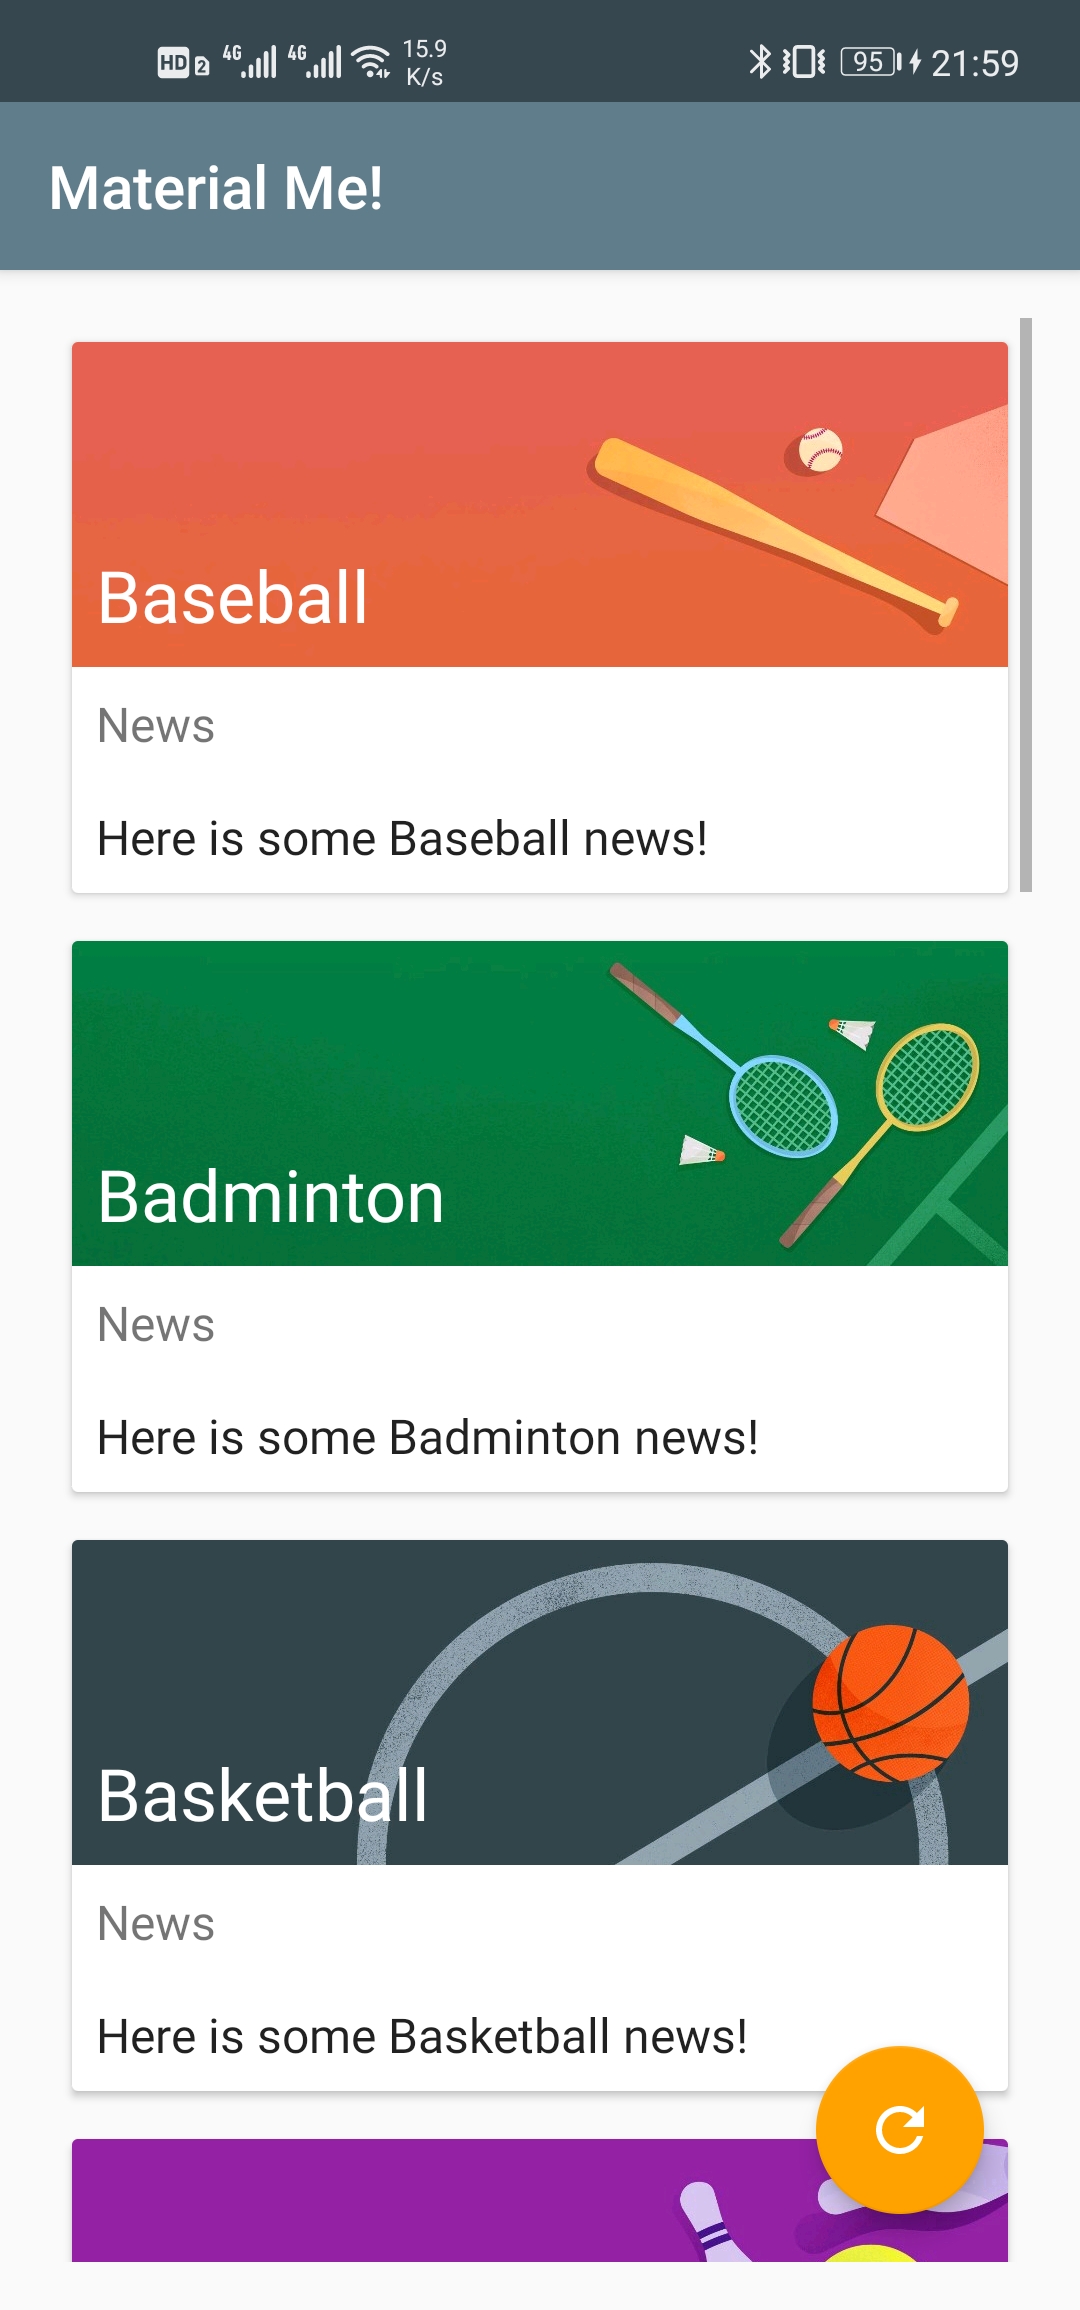 HD 2 4G 4G 15.9 K/s 95 21:59
Material Me!
Baseball
News
Here is some Baseball news!
Badminton
News
Here is some Badminton news!
Basketball
News
Here is some Basketball news!